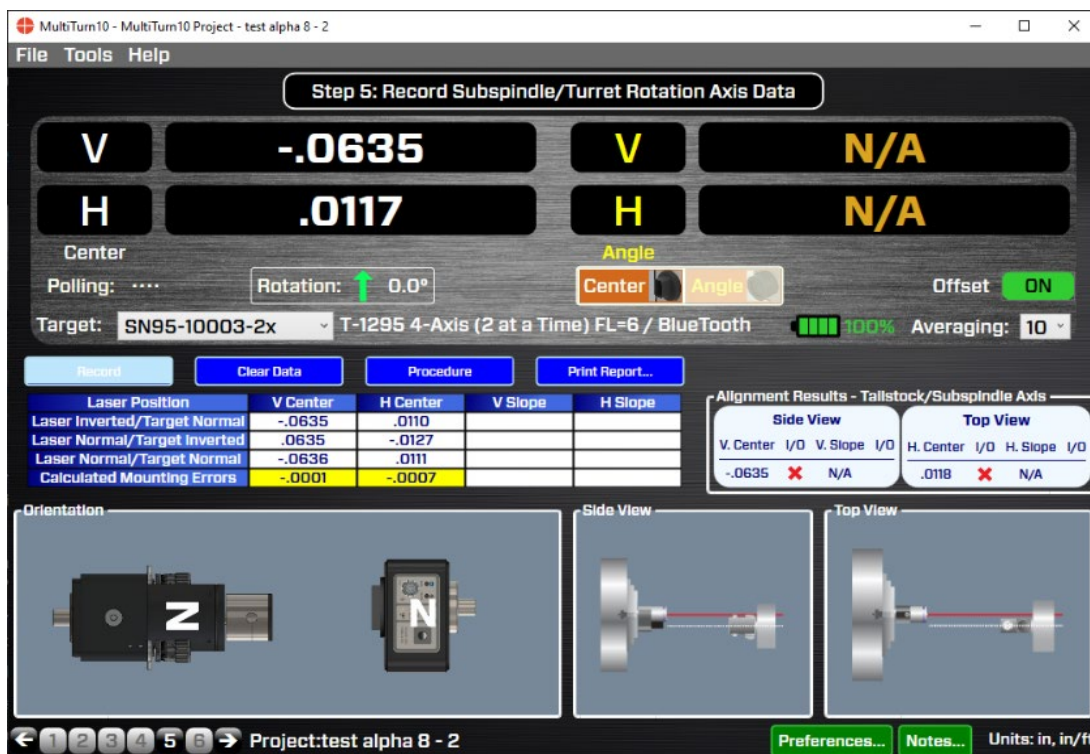 MultiTurn10 - MultiTurn10 Project - test alpha 8 - 2
File Tools Help
Step 5: Record Subspindle/Turret Rotation Axis Data
V -.0635 V N/A
H .0117 H N/A
Center Angle
Polling: ···· Rotation: 0.0° Center Angle Offset ON
Target: SN95-10003-2x T-1295 4-Axis (2 at a Time) FL=6 / BlueTooth 100% Averaging: 10
Record Clear Data Procedure Print Report...
Laser Position V Center H Center V Slope H Slope
Laser Inverted/Target Normal -.0635 .0110
Laser Normal/Target Inverted .0635 -.0127
Laser Normal/Target Normal -.0636 .0111
Calculated Mounting Errors -.0001 -.0007
Alignment Results - Tailstock/Subspindle Axis
Side View Top View
V. Center I/O V. Slope I/O H. Center I/O H. Slope I/O
-.0635 N/A .0118 N/A
Orientation Side View Top View
N N
1 2 3 4 5 6 Project:test alpha 8 - 2 Preferences... Notes... Units: in, in/f